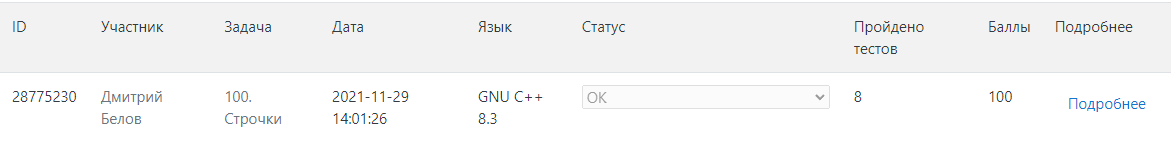 ID Участник Задача Дата Язык Статус Пройдено тестов Баллы Подробнее
28775230 Дмитрий Белов 100. Строчки 2021-11-29 14:01:26 GNU C++ 8.3 OK 8 100 Подробнее